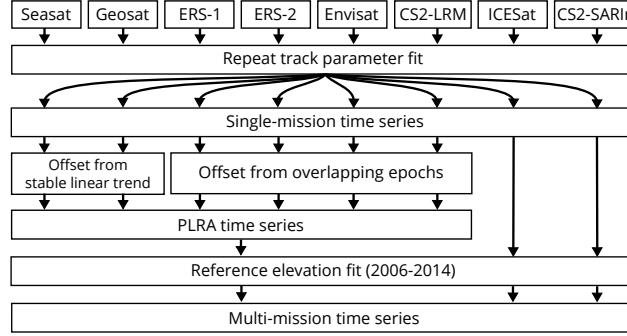 Seasat Geosat ERS-1 ERS-2 Envisat CS2-LRM ICESat CS2-SARIn
Repeat track parameter fit
Single-mission time series
Offset from
stable linear trend
Offset from overlapping epochs
PLRA time series
Reference elevation fit (2006-2014)
Multi-mission time series